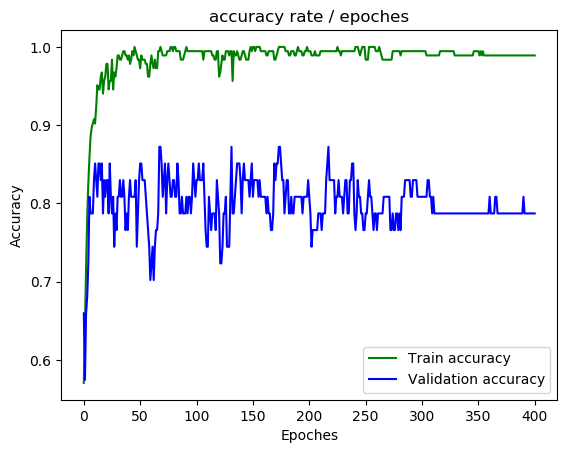 accuracy rate / epoches
1.0
0.9
0.8
0.7
0.6
Accuracy
Train accuracy
Validation accuracy
0 50 100 150 200 250 300 350 400
Epoches